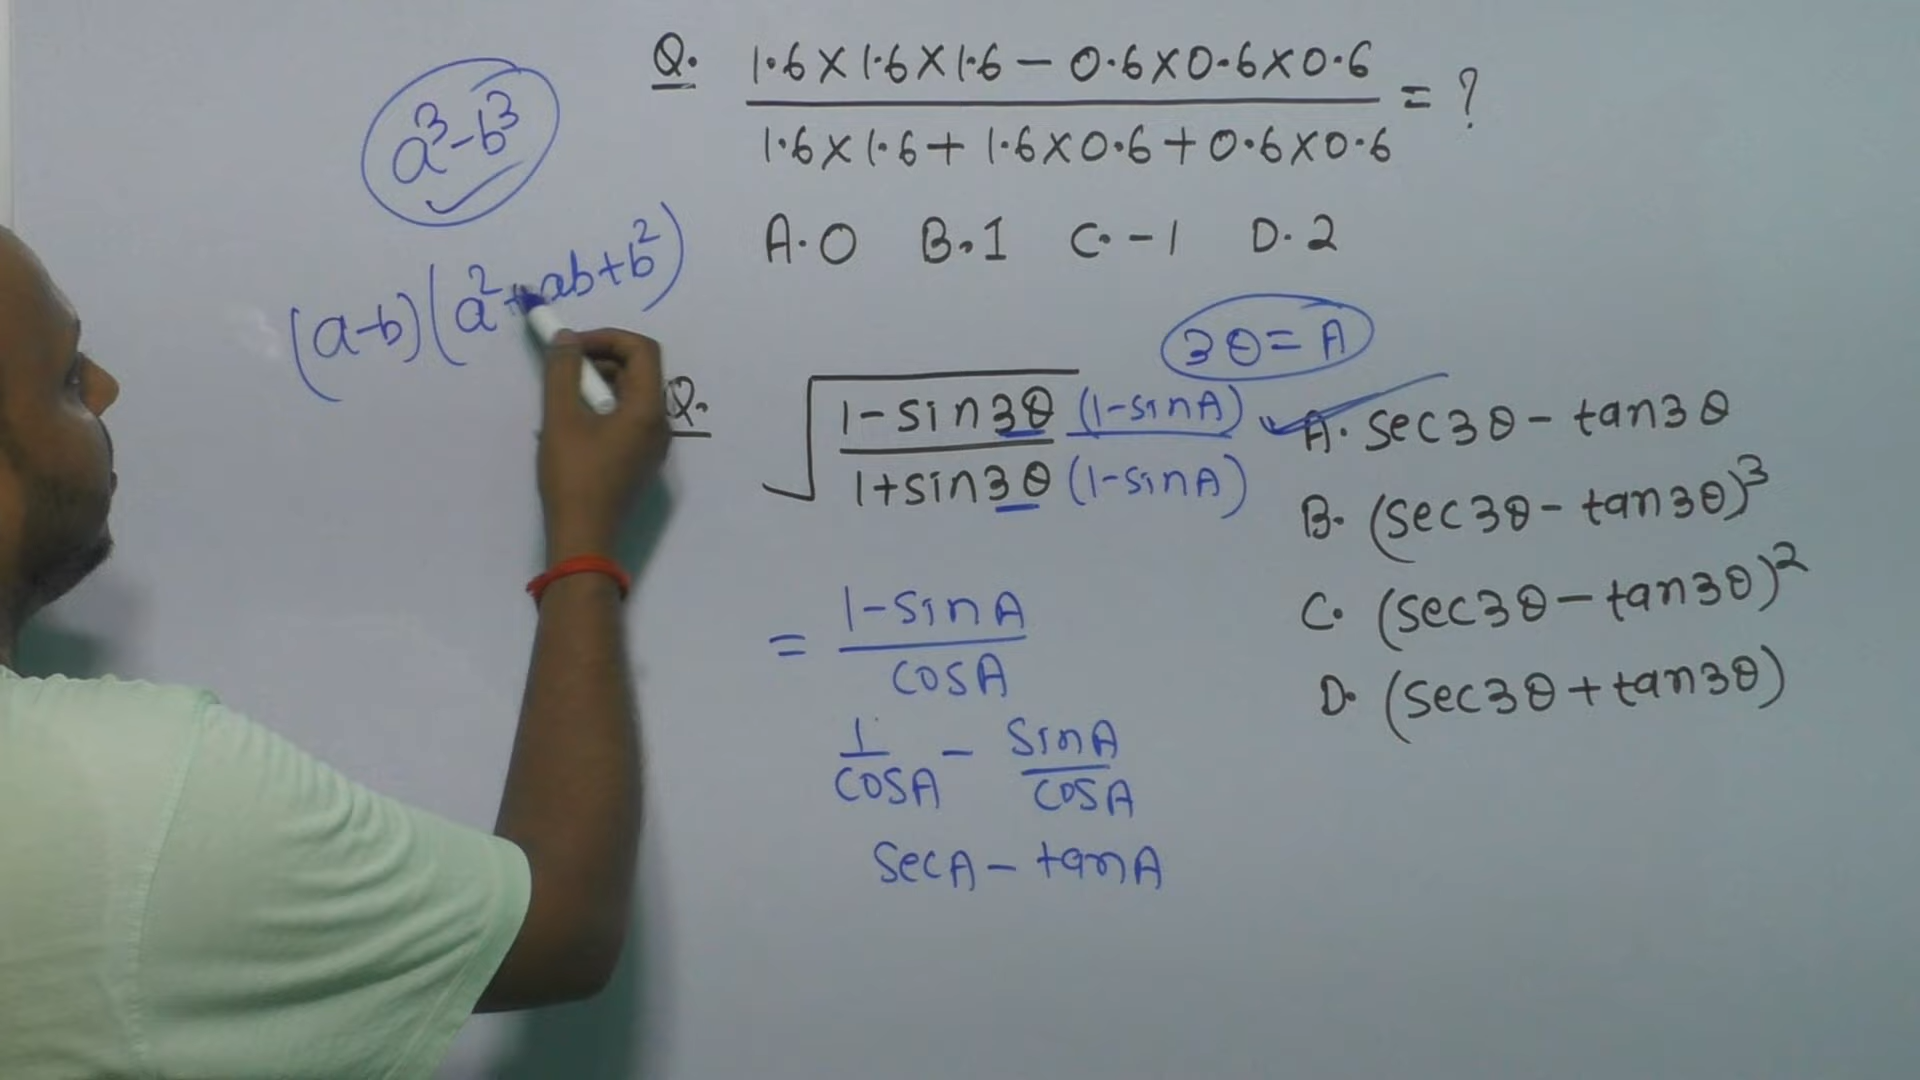 a³-b³
(a-b)(a²+ab+b²)
Q. 1.6×1.6×1.6-0.6×0.6×0.6
1.6×1.6+1.6×0.6+0.6×0.6
= ?
A. 0 B. 1 C. -1 D. 2
3θ=A
Q. √ 1-sin3θ (1-sinA)
1+sin3θ (1-sinA)
= 1-sinA
cosA
1 - sinA
cosA cosA
secA-tanA
A. sec3θ-tan3θ
B. (sec3θ-tan3θ)³
C. (sec3θ-tan3θ)²
D. (sec3θ+tan3θ)